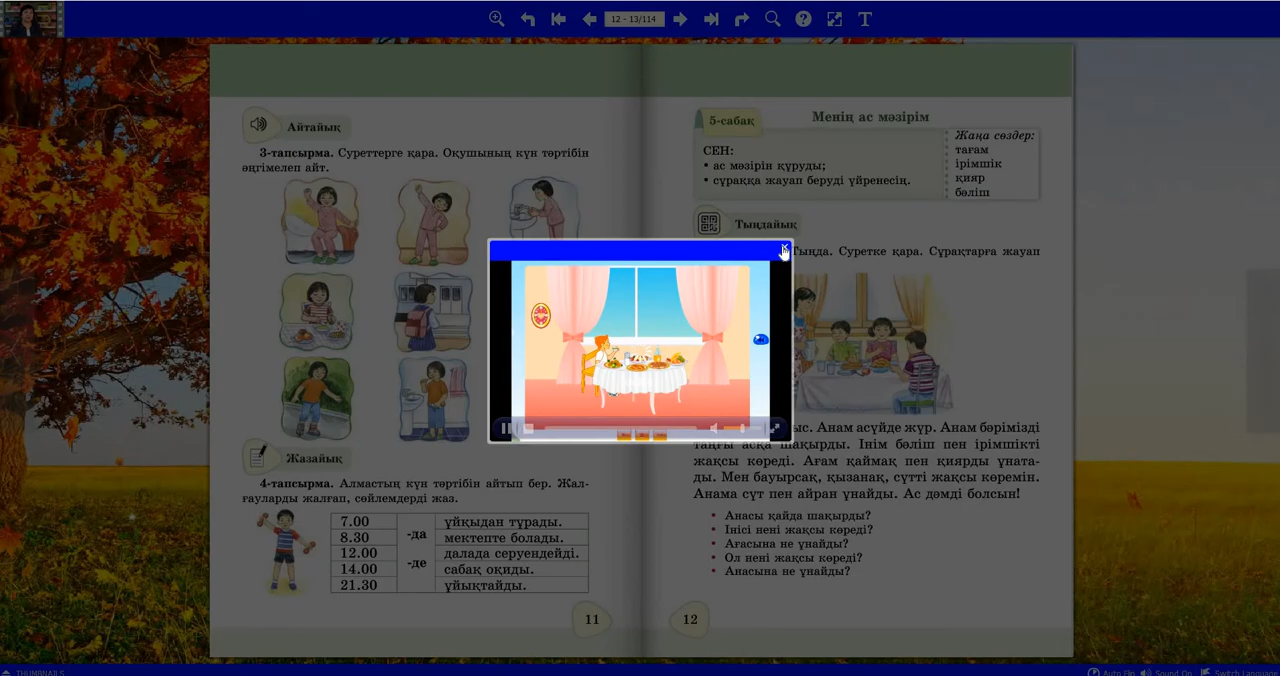 12 - 13/114
T
Айтайық
3-тапсырма. Суреттерге қара. Оқушының күн тәртібін
әңгімелеп айт.
Жазайық
4-тапсырма. Алмастың күн тәртібін айтып бер. Жал-
ғауларды жалғап, сөйлемдерді жаз.
7.00 ұйқыдан тұрады.
8.30 -да мектепте болады.
12.00 далада серуендейді.
14.00 -де сабақ оқиды.
21.30 ұйықтайды.
11
5-сабақ
Менің ас мәзірім
СЕН:
• ас мәзірін құруды;
• сұраққа жауап беруді үйренесің.
Жаңа сөздер:
тағам
ірімшік
қияр
бәліш
Тыңдайық
Тыңда. Суретке қара. Сұрақтарға жауап
ыс. Анам асүйде жүр. Анам бәрімізді
таңғы асқа шақырды. Інім бәліш пен ірімшікті
жақсы көреді. Ағам қаймақ пен қиярды ұната-
ды. Мен бауырсақ, қызанақ, сүтті жақсы көремін.
Анама сүт пен айран ұнайды. Ас дәмді болсын!
• Анасы қайда шақырды?
• Інісі нені жақсы көреді?
• Ағасына не ұнайды?
• Ол нені жақсы көреді?
• Анасына не ұнайды?
12
THUMBNAILS
Auto Flip
Sound On
Switch Language